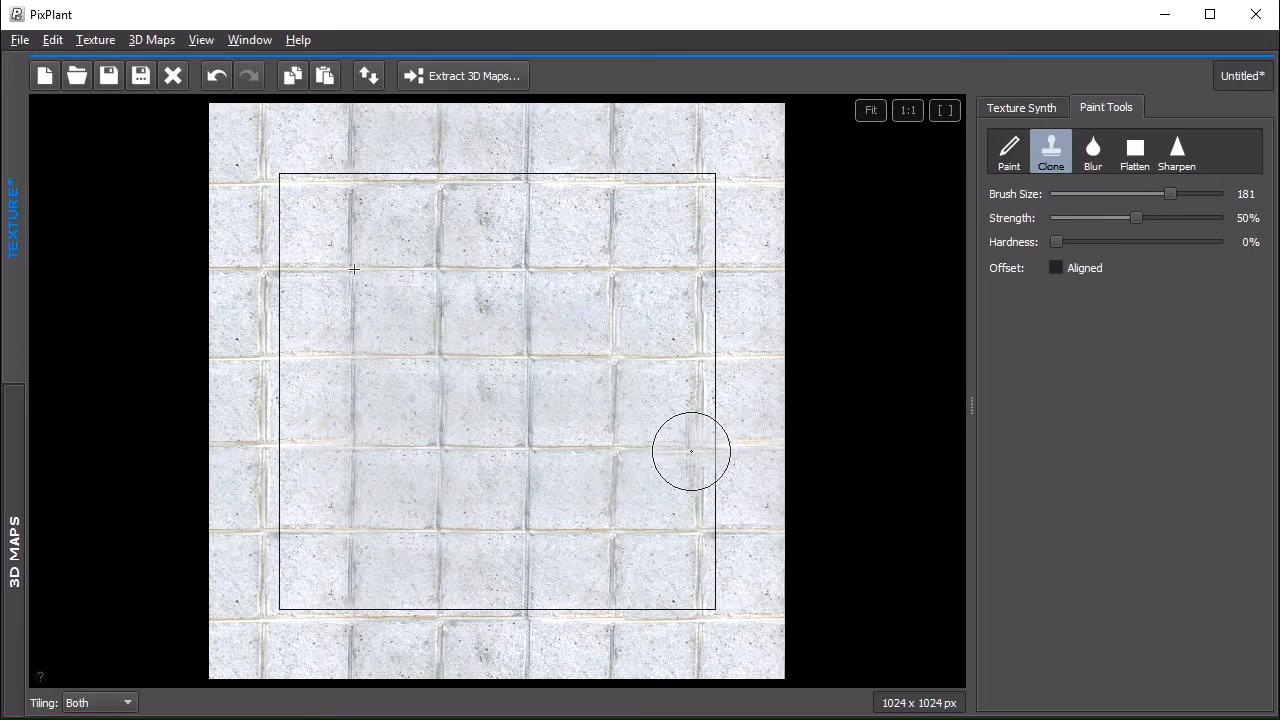 PixPlant
File Edit Texture 3D Maps View Window Help
Extract 3D Maps...
Untitled*
Fit 1:1 [ ]
Texture Synth Paint Tools
Paint Clone Blur Flatten Sharpen
Brush Size: 181
Strength: 50%
Hardness: 0%
Offset: Aligned
TEXTURE*
3D MAPS
?
Tiling: Both
1024 x 1024 px